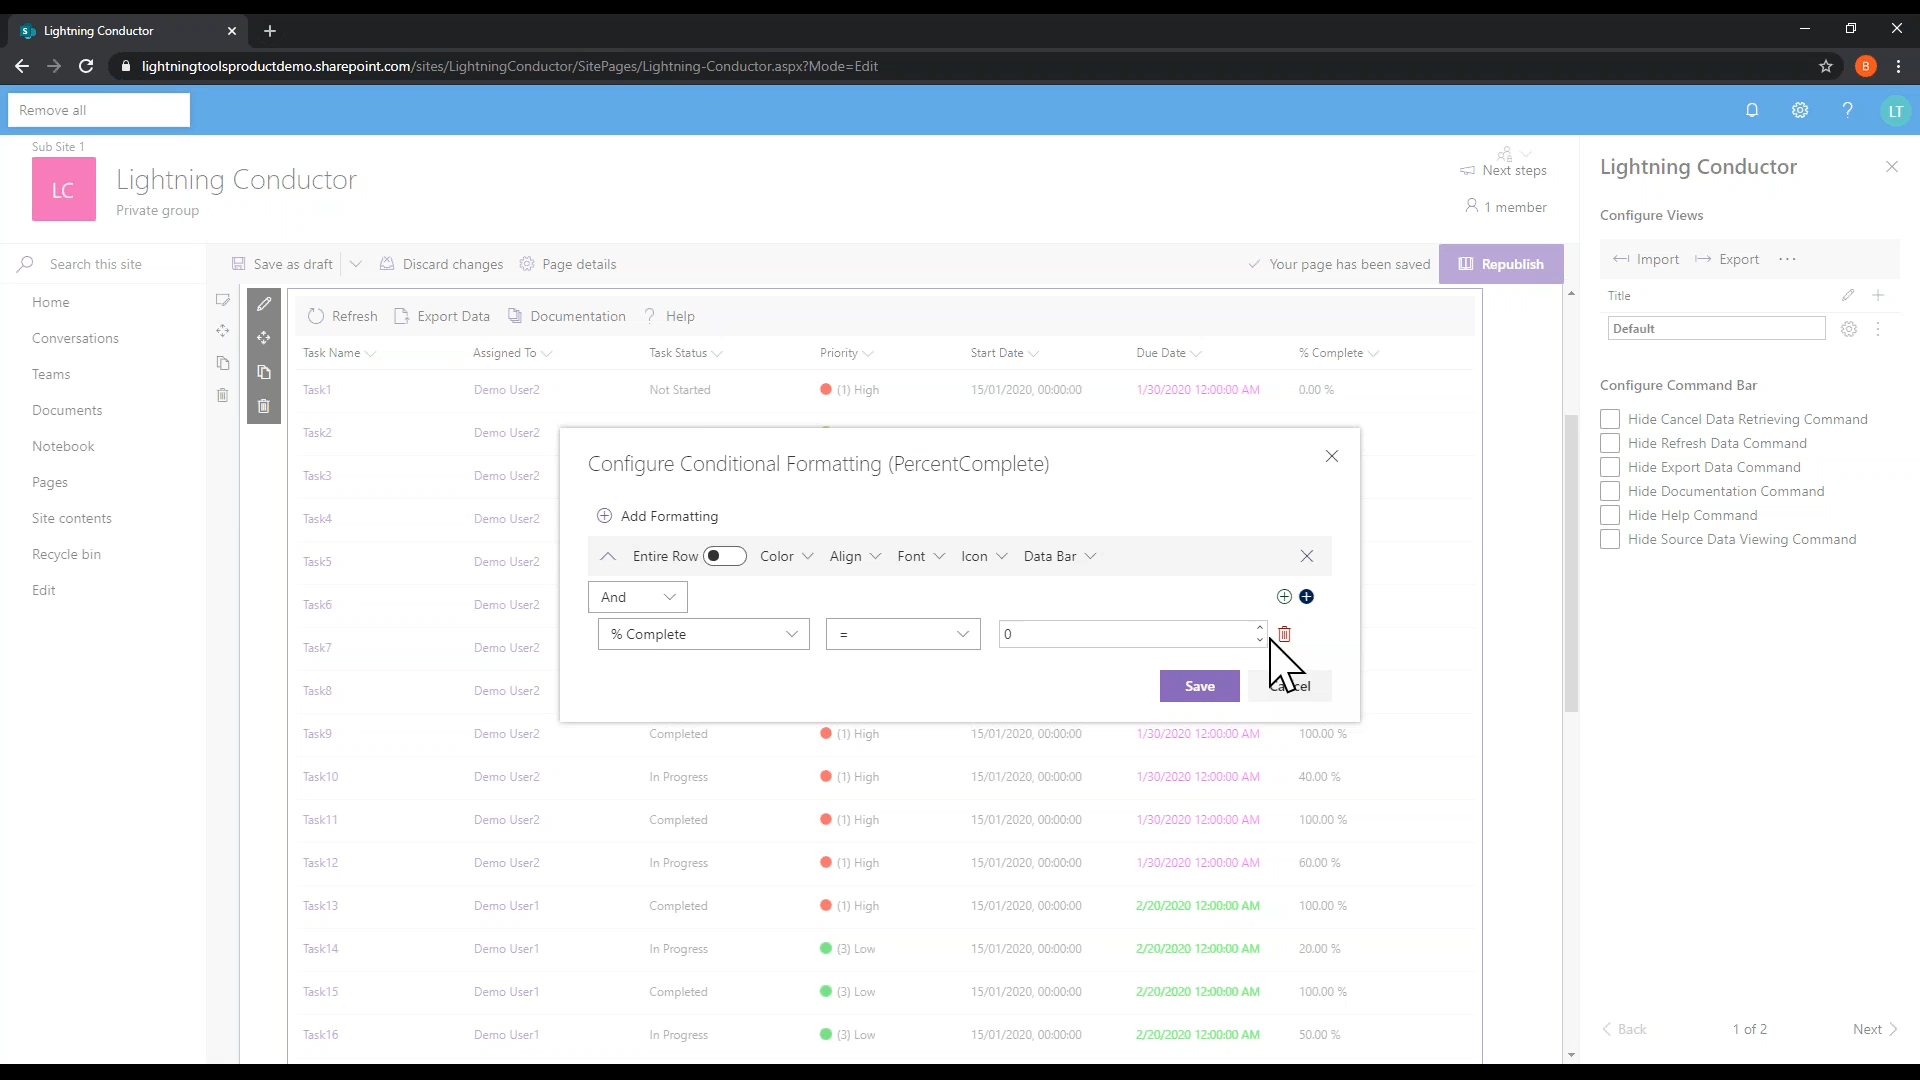 Lightning Conductor
lightningtoolsproductdemo.sharepoint.com/sites/LightningConductor/SitePages/Lightning-Conductor.aspx?Mode=Edit
B
Remove all
LT
Sub Site 1
LC
Lightning Conductor
Private group
Next steps
1 member
Search this site
Save as draft
Discard changes
Page details
Your page has been saved
Republish
Home
Conversations
Teams
Documents
Notebook
Pages
Site contents
Recycle bin
Edit
Refresh
Export Data
Documentation
? Help
Task Name Assigned To Task Status Priority Start Date Due Date % Complete
Task1 Demo User2 Not Started (1) High 15/01/2020, 00:00:00 1/30/2020 12:00:00 AM 0.00 %
Task2 Demo User2
Task3 Demo User2
Task4 Demo User2
Task5 Demo User2
Task6 Demo User2
Task7 Demo User2
Task8 Demo User2
Task9 Demo User2 Completed (1) High 15/01/2020, 00:00:00 1/30/2020 12:00:00 AM 100.00 %
Task10 Demo User2 In Progress (1) High 15/01/2020, 00:00:00 1/30/2020 12:00:00 AM 40.00 %
Task11 Demo User2 Completed (1) High 15/01/2020, 00:00:00 1/30/2020 12:00:00 AM 100.00 %
Task12 Demo User2 In Progress (1) High 15/01/2020, 00:00:00 1/30/2020 12:00:00 AM 60.00 %
Task13 Demo User1 Completed (1) High 15/01/2020, 00:00:00 2/20/2020 12:00:00 AM 100.00 %
Task14 Demo User1 In Progress (3) Low 15/01/2020, 00:00:00 2/20/2020 12:00:00 AM 20.00 %
Task15 Demo User1 Completed (3) Low 15/01/2020, 00:00:00 2/20/2020 12:00:00 AM 100.00 %
Task16 Demo User1 In Progress (3) Low 15/01/2020, 00:00:00 2/20/2020 12:00:00 AM 50.00 %
Configure Conditional Formatting (PercentComplete)
Add Formatting
Entire Row Color Align Font Icon Data Bar
And
% Complete = 0
Save
Lightning Conductor
Configure Views
Import
Export
...
Title
Default
Configure Command Bar
Hide Cancel Data Retrieving Command
Hide Refresh Data Command
Hide Export Data Command
Hide Documentation Command
Hide Help Command
Hide Source Data Viewing Command
Back
1 of 2
Next